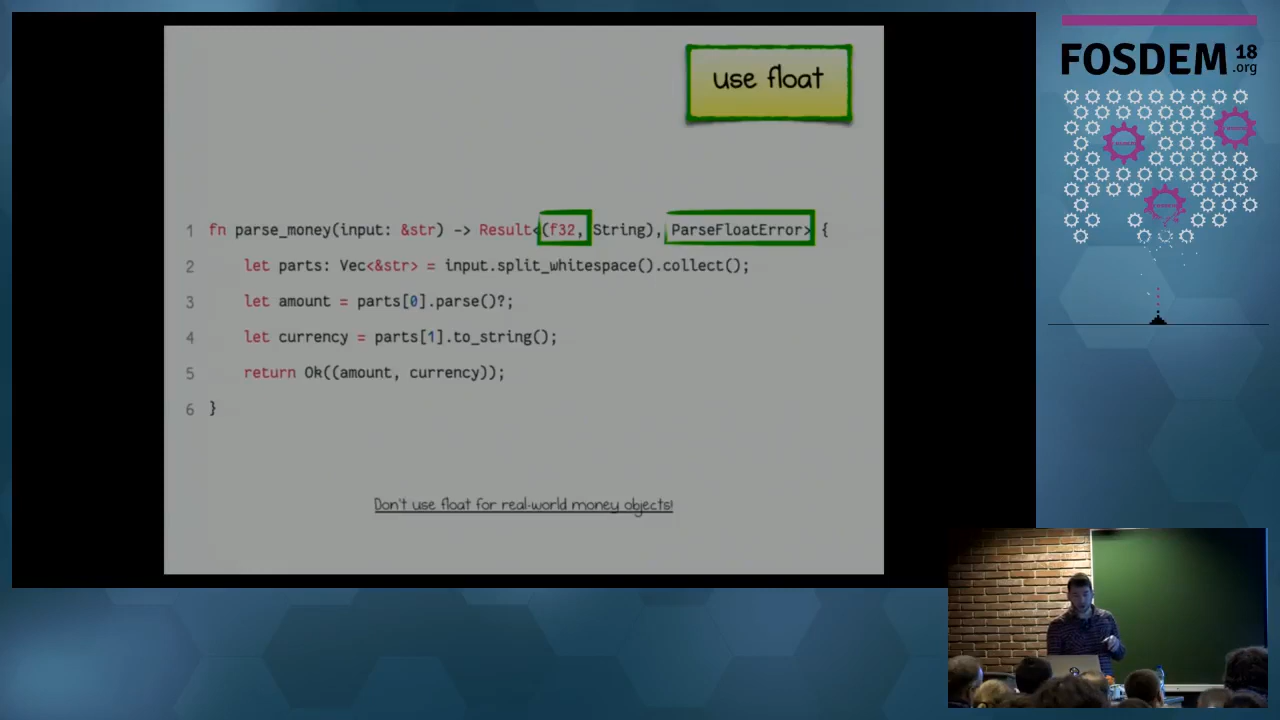 use float
1 fn parse_money(input: &str) -> Result<(f32, String), ParseFloatError> {
2 let parts: Vec<&str> = input.split_whitespace().collect();
3 let amount = parts[0].parse()?;
4 let currency = parts[1].to_string();
5 return Ok((amount, currency));
6 }
Don't use float for real-world money objects!
FOSDEM 18 .org